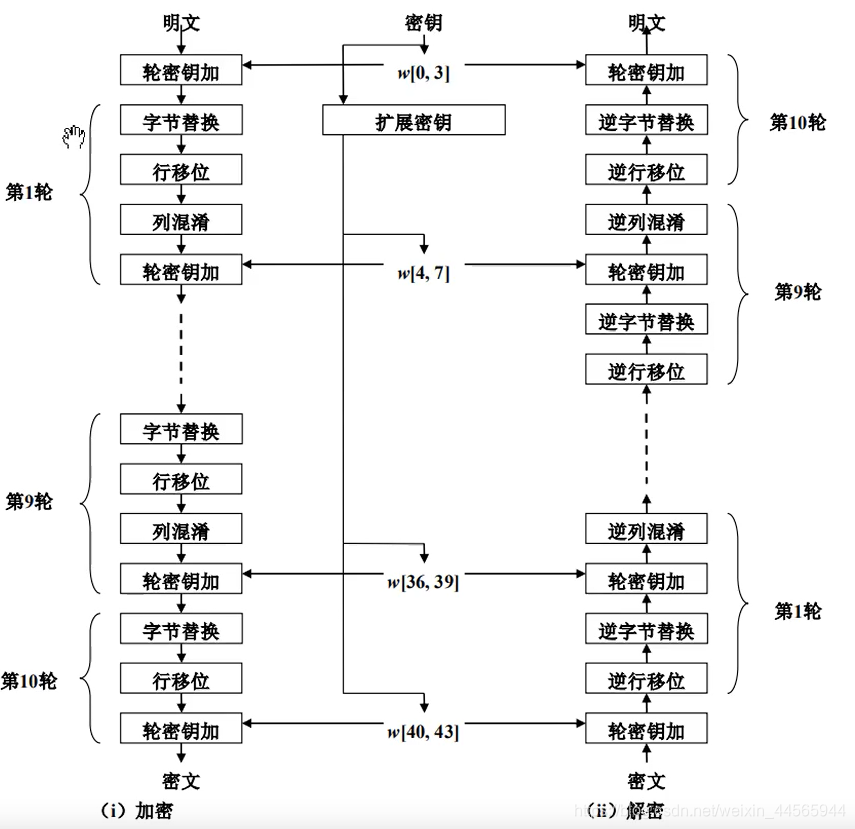 明文
密钥
明文
轮密钥加
w[0, 3]
轮密钥加
字节替换
扩展密钥
逆字节替换
第10轮
行移位
逆行移位
第1轮
列混淆
逆列混淆
轮密钥加
w[4, 7]
轮密钥加
第9轮
逆字节替换
逆行移位
字节替换
行移位
第9轮
列混淆
逆列混淆
轮密钥加
w[36, 39]
轮密钥加
第1轮
字节替换
逆字节替换
第10轮
行移位
逆行移位
轮密钥加
w[40, 43]
轮密钥加
密文
密文
（i）加密
（ii）解密